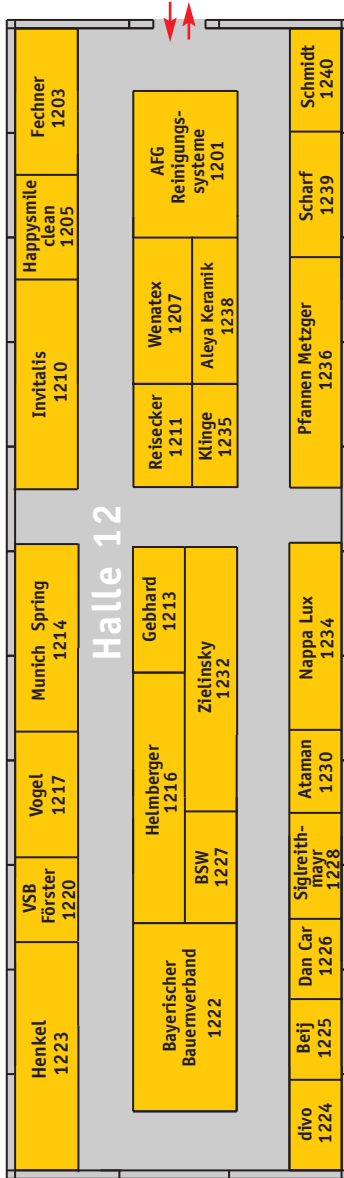 Fechner
1203
Happysmile
clean
1205
Invitalis
1210
Munich Spring
1214
Vogel
1217
VSB
Förster
1220
Henkel
1223
Halle 12
AFG
Reinigungs-
systeme
1201
Wenatex
1207
Aleya Keramik
1238
Reisecker
1211
Klinge
1235
Gebhard
1213
Zielinsky
1232
Helmberger
1216
BSW
1227
Bayerischer
Bauernverband
1222
Schmidt
1240
Scharf
1239
Pfannen Metzger
1236
Nappa Lux
1234
Ataman
1230
Siglreith-
mayr
1228
Dan Car
1226
Beij
1225
divo
1224